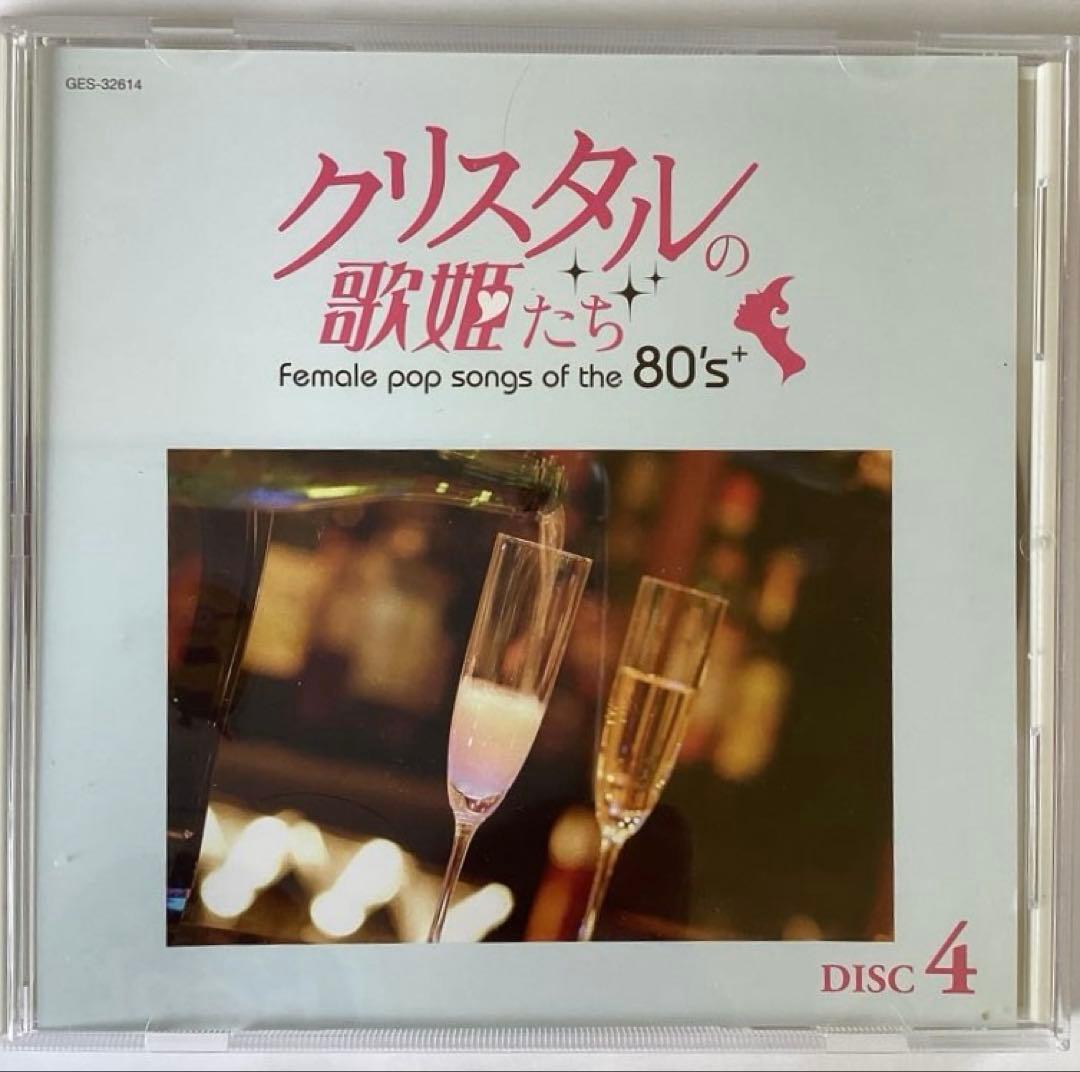 GES-32614
クリスタルの
歌姫たち
Female pop songs of the 80's+
DISC 4